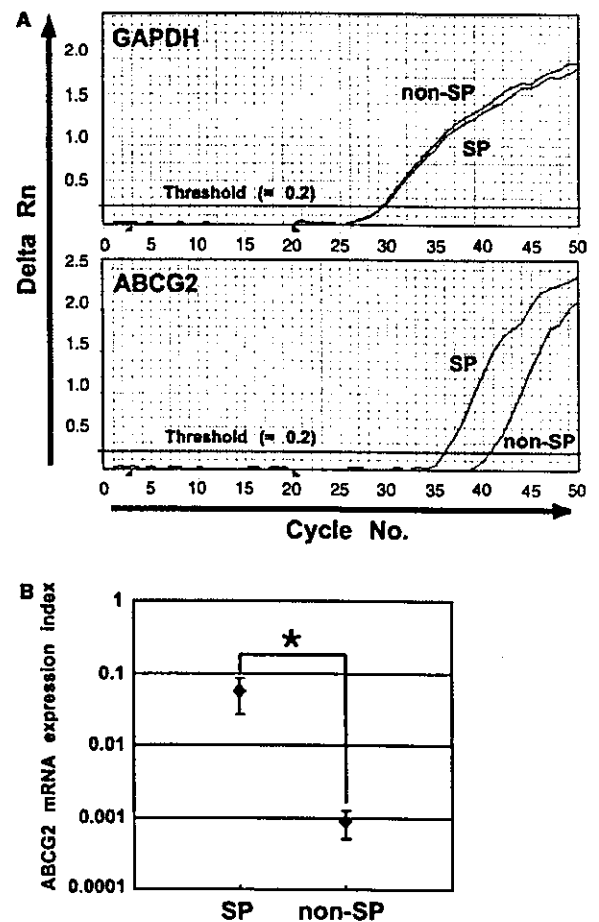 A
GAPDH
2.0
1.5
1.0
0.5
non-SP
SP
Threshold (= 0.2)
0 5 10 15 20 25 30 35 40 45 50
Delta Rn
2.5
ABCG2
2.0
1.5
1.0
0.5
SP
non-SP
Threshold (= 0.2)
0 5 10 15 20 25 30 35 40 45 50
Cycle No.
B
ABCG2 mRNA expression index
1
0.1
0.01
0.001
0.0001
*
SP non-SP